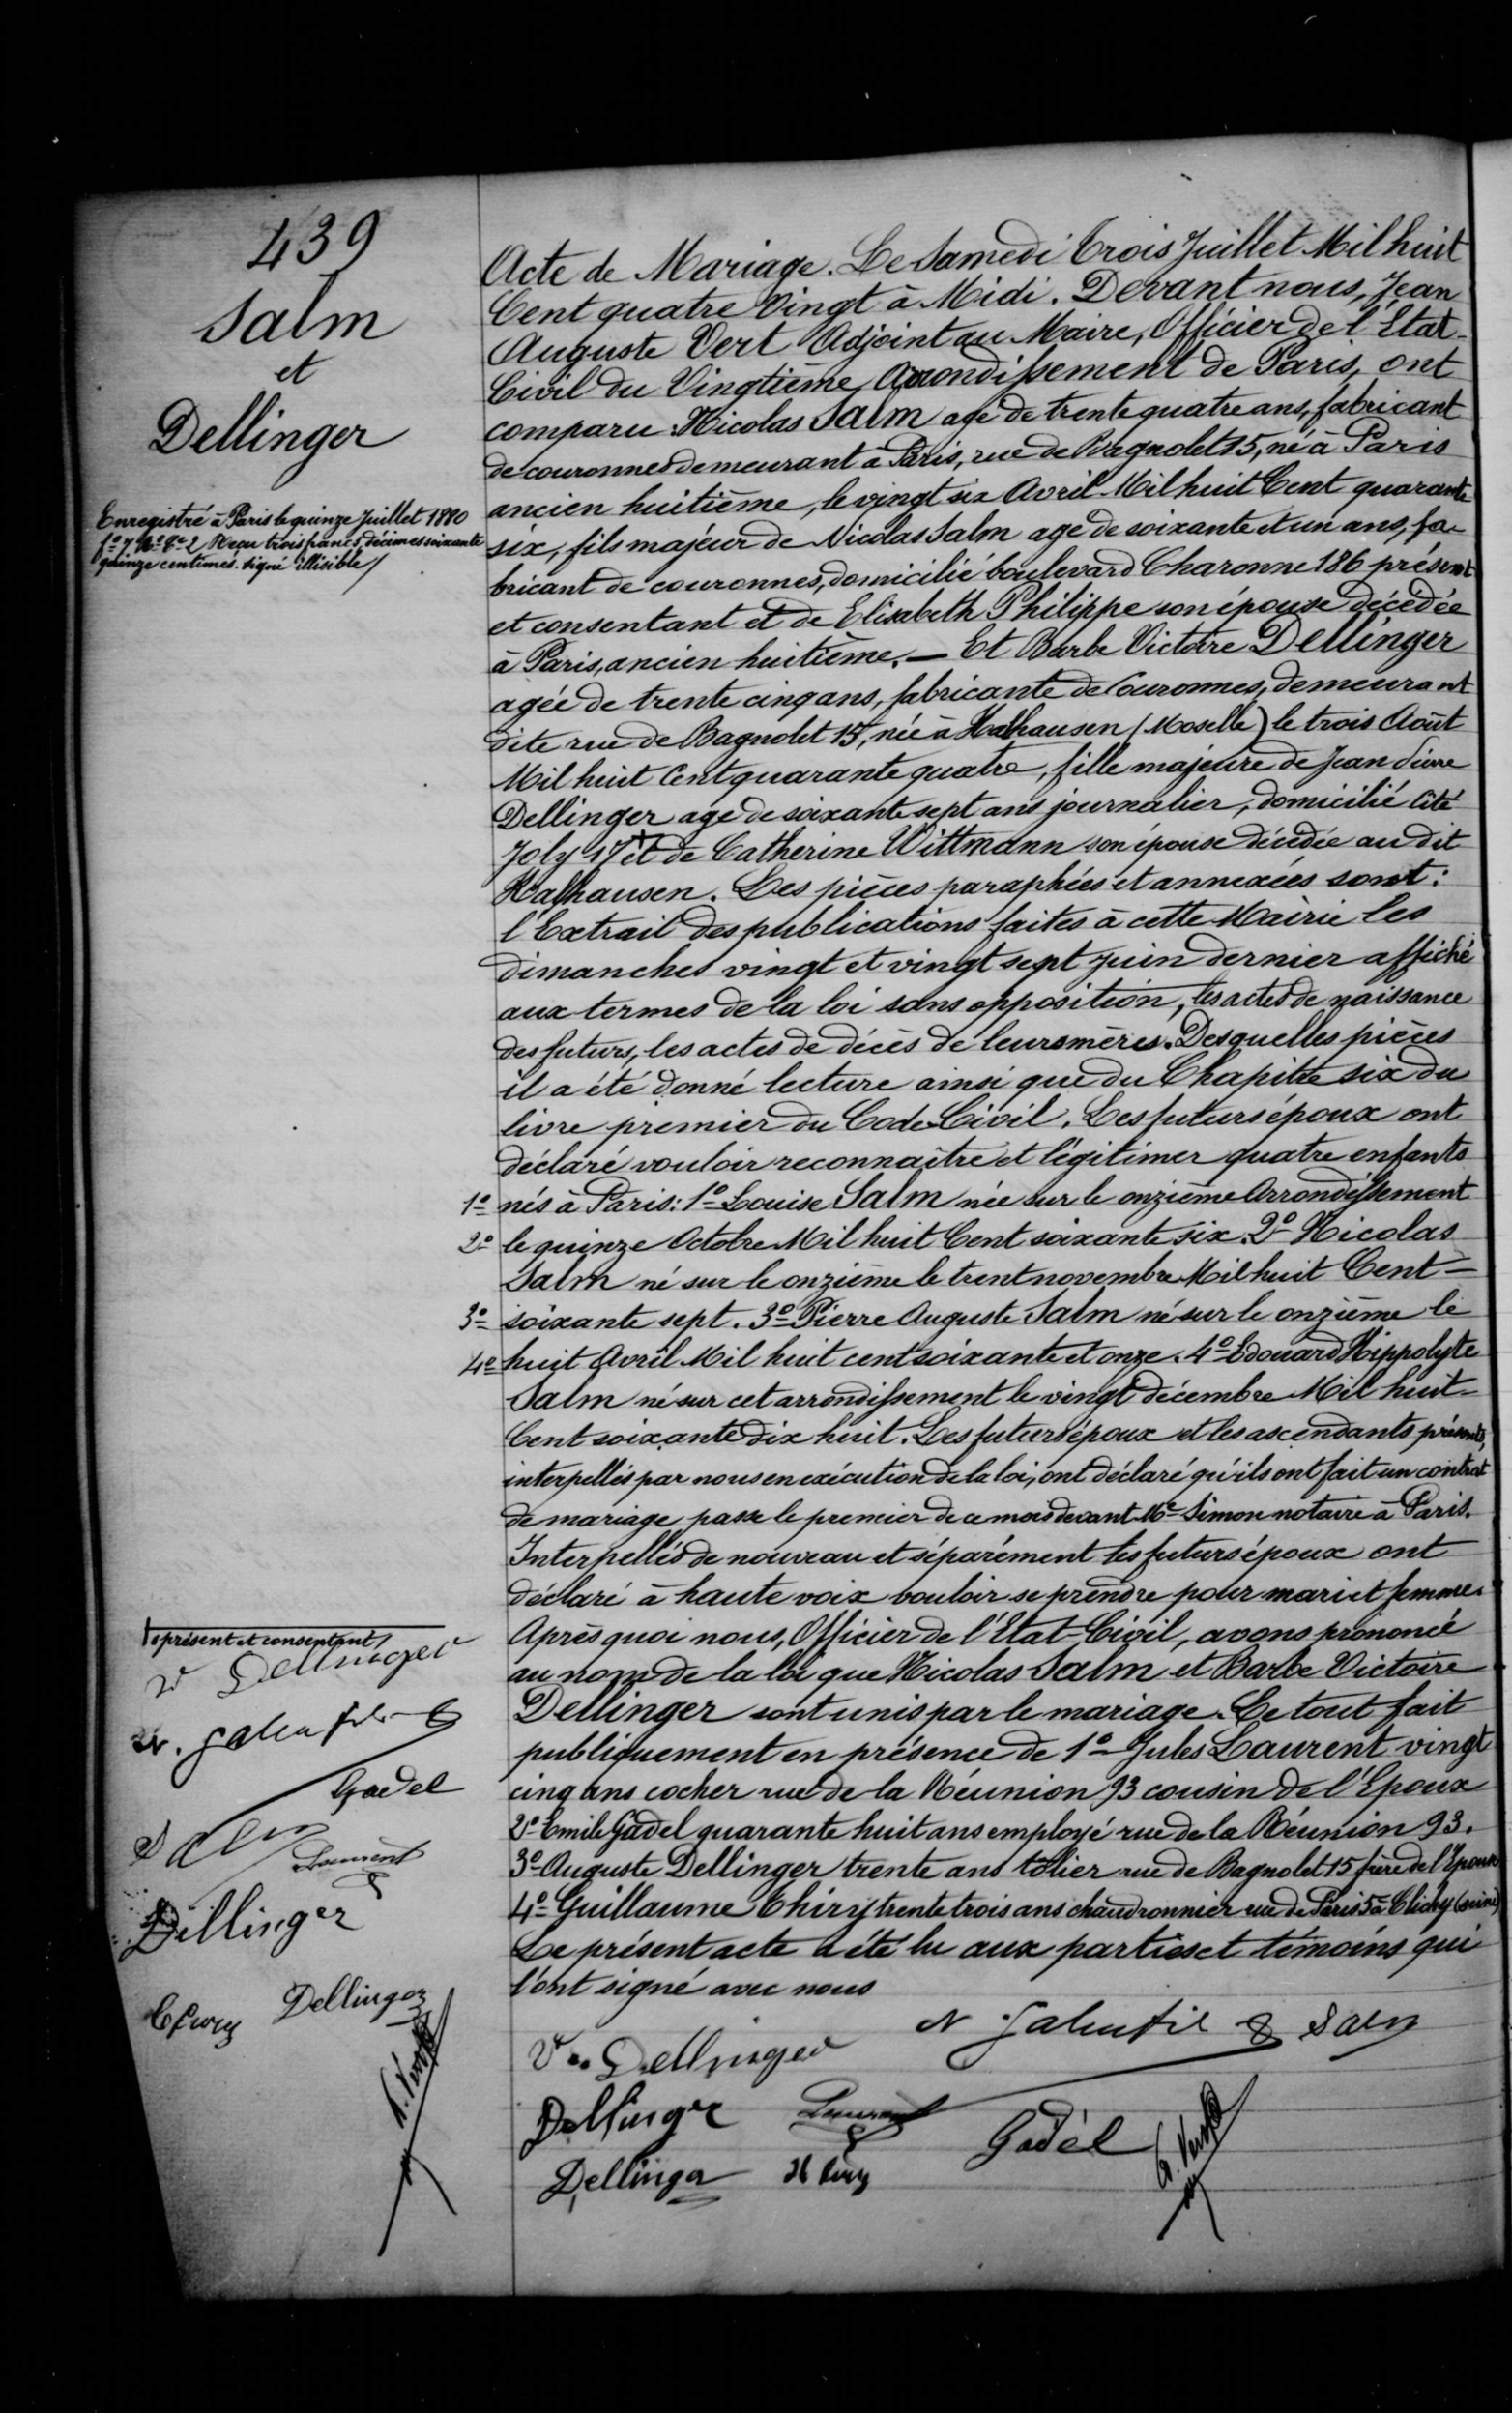 439
Salm
et
Dellinger
Enregistré à Paris le quinze Juillet 1880
f° 7 R° Cse 2 Reçu trois francs, décimes soixante
quinze centimes. signé illisible /
Acte de Mariage. Le Samedi trois Juillet Mil huit
Cent quatre Vingt à Midi. Devant nous, Jean
Auguste Vert Adjoint au Maire, Officier de l'État-
Civil du Vingtième Arrondissement de Paris, ont
comparu Nicolas Salm agé de trente quatre ans, fabricant
de couronnes demeurant à Paris, rue de Bagnolet 15, né à Paris
ancien huitième, le vingt six Avril Mil huit Cent quarante
six, fils majeur de Nicolas Salm agé de soixante et un ans, fa-
bricant de couronnes, domicilié boulevard Charonne 186 présent
et consentant et de Elisabeth Philippe son épouse décédée
à Paris, ancien huitième. — Et Barbe Victoire Dellinger
agée de trente cinq ans, fabricante de Couronnes, demeurant
dite rue de Bagnolet 15, née à Halhausen (Moselle) le trois Août
Mil huit Cent quarante quatre, fille majeure de Jean Pierre
Dellinger agé de soixante sept ans journalier, domicilié Cité
Joly 17 et de Catherine Wittmann son épouse décédée au dit
Halhausen. Les pièces paraphées et annexées sont:
l'Extrait des publications faites à cette Mairie les
dimanches vingt et vingt sept Juin dernier affiché
aux termes de la loi sans opposition, les actes de naissance
des futurs, les actes de décès de leurs mères. Desquelles pièces
il a été donné lecture ainsi que du Chapitre six du
livre premier du Code Civil. Les futurs époux ont
déclaré vouloir reconnaître et légitimer quatre enfants
1° nés à Paris: 1° Louise Salm née sur le onzième Arrondissement
2° le quinze Octobre Mil huit Cent soixante six. 2° Nicolas
Salm né sur le onzième le trent novembre Mil huit Cent=
3° soixante sept. 3° Pierre Auguste Salm né sur le onzième le
4° huit Avril Mil huit cent soixante et onze. 4° Edouard Hippolyte
Salm né sur cet arrondissement le vingt décembre Mil huit=
Cent soixante dix huit. Les futurs époux et les ascendants présents,
interpellés par nous en exécution de la loi, ont déclaré qu'ils ont fait un contrat
de mariage passé le premier de ce mois devant Me Simon notaire à Paris.
Interpellés de nouveau et séparément les futurs époux ont
déclaré à haute voix vouloir se prendre pour mari et femme.
Après quoi nous, Officier de l'État-Civil, avons prononcé
au nom de la loi que Nicolas Salm et Barbe Victoire
Dellinger sont unis par le mariage. Ce tout fait
publiquement en présence de 1° Jules Laurent vingt
cinq ans cocher rue de la Réunion 93 cousin de l'Epoux
2° Emile Gadel quarante huit ans employé rue de la Réunion 93.
3° Auguste Dellinger trente ans tôlier rue de Bagnolet 15 frère de l'Epouse
4° Guillaume Thiry trente trois ans chaudronnier rue de Paris 5 à Clichy (seine)
Le présent acte a été lu aux parties et témoins qui
l'ont signé avec nous
présent et consentant /
V Dellinger
N. Salm fils
Gadel
Salm
Laurent
Dellinger
Dellinger
Thiry
A. Vert
V Dellinger
N Salm fils Salm
Dellinger Laurent
Gadel
A. Vert
Dellinger Thiry